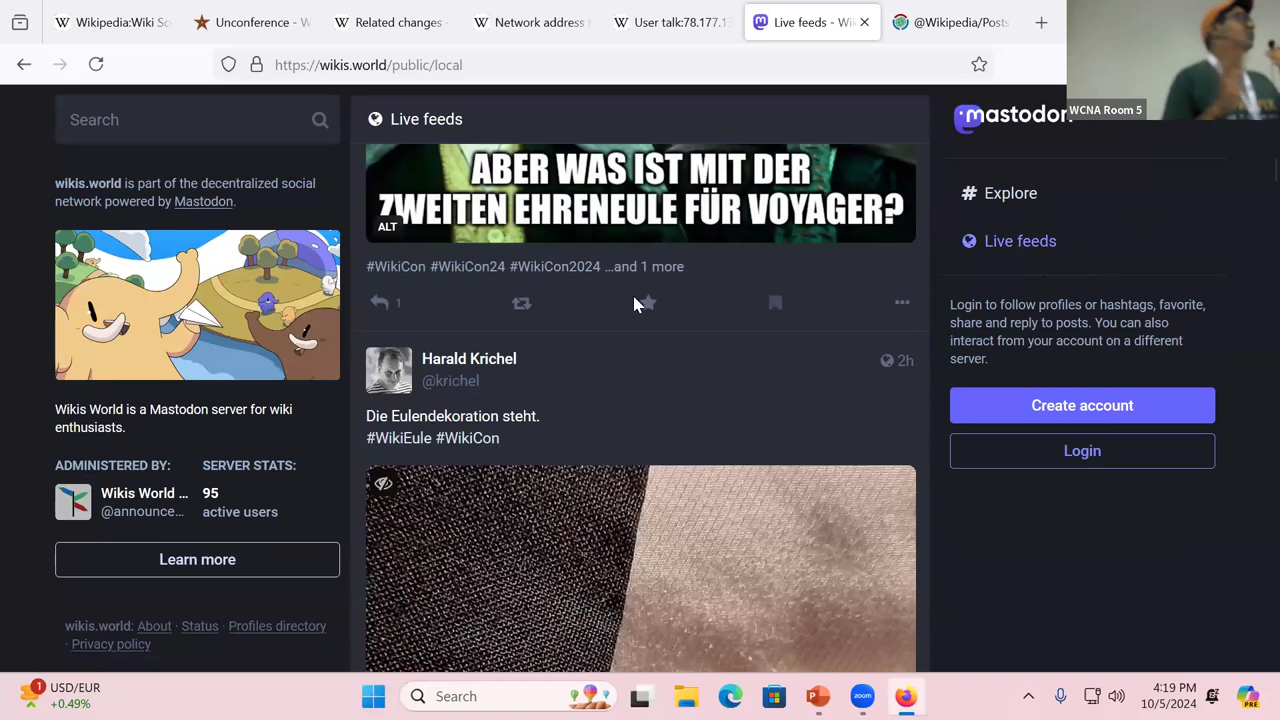 Wikipedia:Wiki Sc
Unconference - W
Related changes -
Network address
User talk:78.177.1
Live feeds - Wiki
@Wikipedia/Posts
https://wikis.world/public/local
WCNA Room 5
Search
wikis.world is part of the decentralized social
network powered by Mastodon.
Wikis World is a Mastodon server for wiki
enthusiasts.
ADMINISTERED BY:
Wikis World ...
@announce...
SERVER STATS:
95
active users
Learn more
wikis.world: About · Status · Profiles directory
· Privacy policy
Live feeds
ABER WAS IST MIT DER
ZWEITEN EHRENEULE FÜR VOYAGER?
ALT
#WikiCon #WikiCon24 #WikiCon2024 ...and 1 more
1
Harald Krichel
@krichel
2h
Die Eulendekoration steht.
#WikiEule #WikiCon
mastodon
# Explore
Live feeds
Login to follow profiles or hashtags, favorite,
share and reply to posts. You can also
interact from your account on a different
server.
Create account
Login
1
USD/EUR
+0.49%
Search
zoom
4:19 PM
10/5/2024
PRE